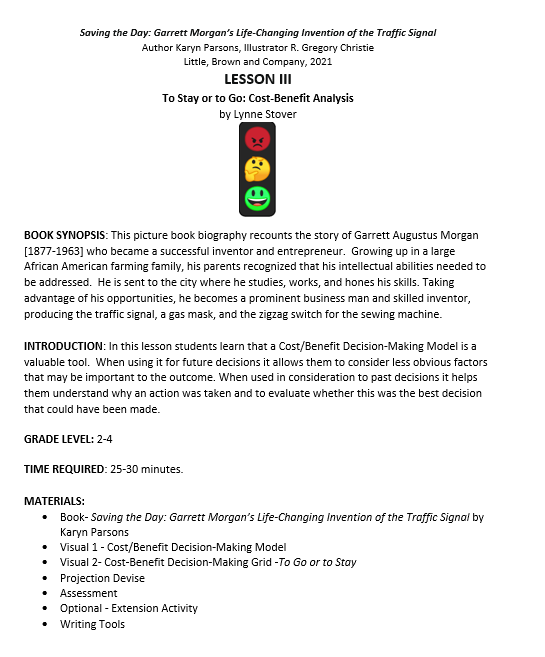 Saving the Day: Garrett Morgan's Life-Changing Invention of the Traffic Signal
Author Karyn Parsons, Illustrator R. Gregory Christie
Little, Brown and Company, 2021
LESSON III
To Stay or to Go: Cost-Benefit Analysis
by Lynne Stover
BOOK SYNOPSIS: This picture book biography recounts the story of Garrett Augustus Morgan
[1877-1963] who became a successful inventor and entrepreneur.  Growing up in a large
African American farming family, his parents recognized that his intellectual abilities needed to
be addressed.  He is sent to the city where he studies, works, and hones his skills. Taking
advantage of his opportunities, he becomes a prominent business man and skilled inventor,
producing the traffic signal, a gas mask, and the zigzag switch for the sewing machine.
INTRODUCTION: In this lesson students learn that a Cost/Benefit Decision-Making Model is a
valuable tool.  When using it for future decisions it allows them to consider less obvious factors
that may be important to the outcome. When used in consideration to past decisions it helps
them understand why an action was taken and to evaluate whether this was the best decision
that could have been made.
GRADE LEVEL: 2-4
TIME REQUIRED: 25-30 minutes.
MATERIALS:
• Book- Saving the Day: Garrett Morgan's Life-Changing Invention of the Traffic Signal by
Karyn Parsons
• Visual 1 - Cost/Benefit Decision-Making Model
• Visual 2- Cost-Benefit Decision-Making Grid -To Go or to Stay
• Projection Devise
• Assessment
• Optional - Extension Activity
• Writing Tools